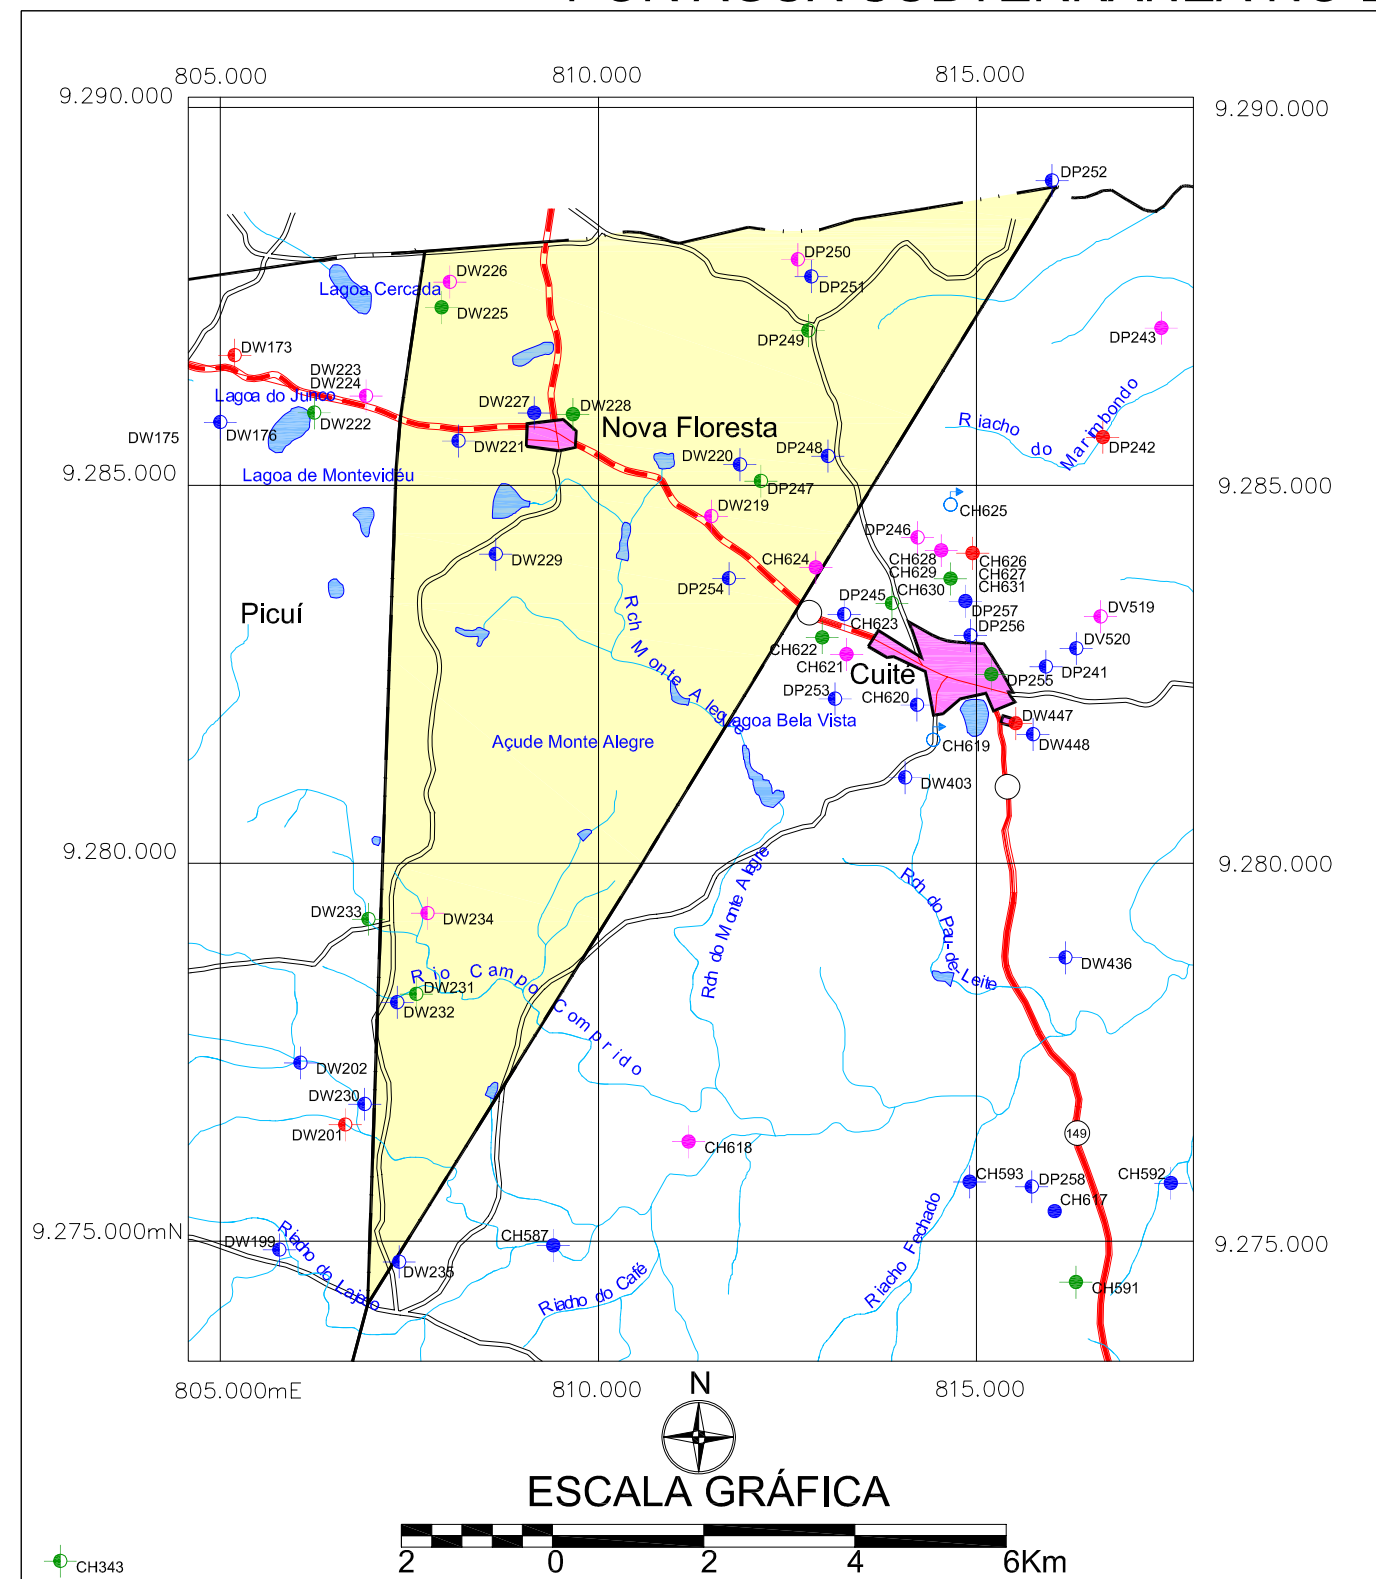 805.000
810.000
815.000
9.290.000
9.290.000
DP252
DP250
DW226
Lagoa Cercada
DP251
DW225
DP243
DP249
DW173
DW223
DW224
Lagoa do Junco
DW222
DW227
DW228
Nova Floresta
Riacho do Marimbondo
DW175
DW176
DW221
DP242
DP248
DW220
Lagoa de Montevidéu
DP247
9.285.000
9.285.000
DW219
CH625
DP246
DW229
CH624
CH628
CH626
CH629
CH627
DP254
CH630
CH631
Rch Monte Alegre
DP245
DP257
Picuí
CH623
DP256
DV519
CH622
DV520
CH621
Cuité
DP241
DP255
DP253
CH620
Lagoa Bela Vista
DW447
Açude Monte Alegre
CH619
DW448
DW403
9.280.000
9.280.000
Rch do Monte Alegre
Rch do Pau-de-Leite
DW233
DW234
DW436
Rio Campo Comprido
DW231
DW232
DW202
DW230
DW201
149
CH618
CH593
DP258
CH592
CH617
Riacho Fechado
9.275.000mN
9.275.000
DW199
Riacho do Lajedo
CH587
DW235
Riacho do Café
CH591
805.000mE
810.000
815.000
N
ESCALA GRÁFICA
2 0 2 4 6Km
CH343